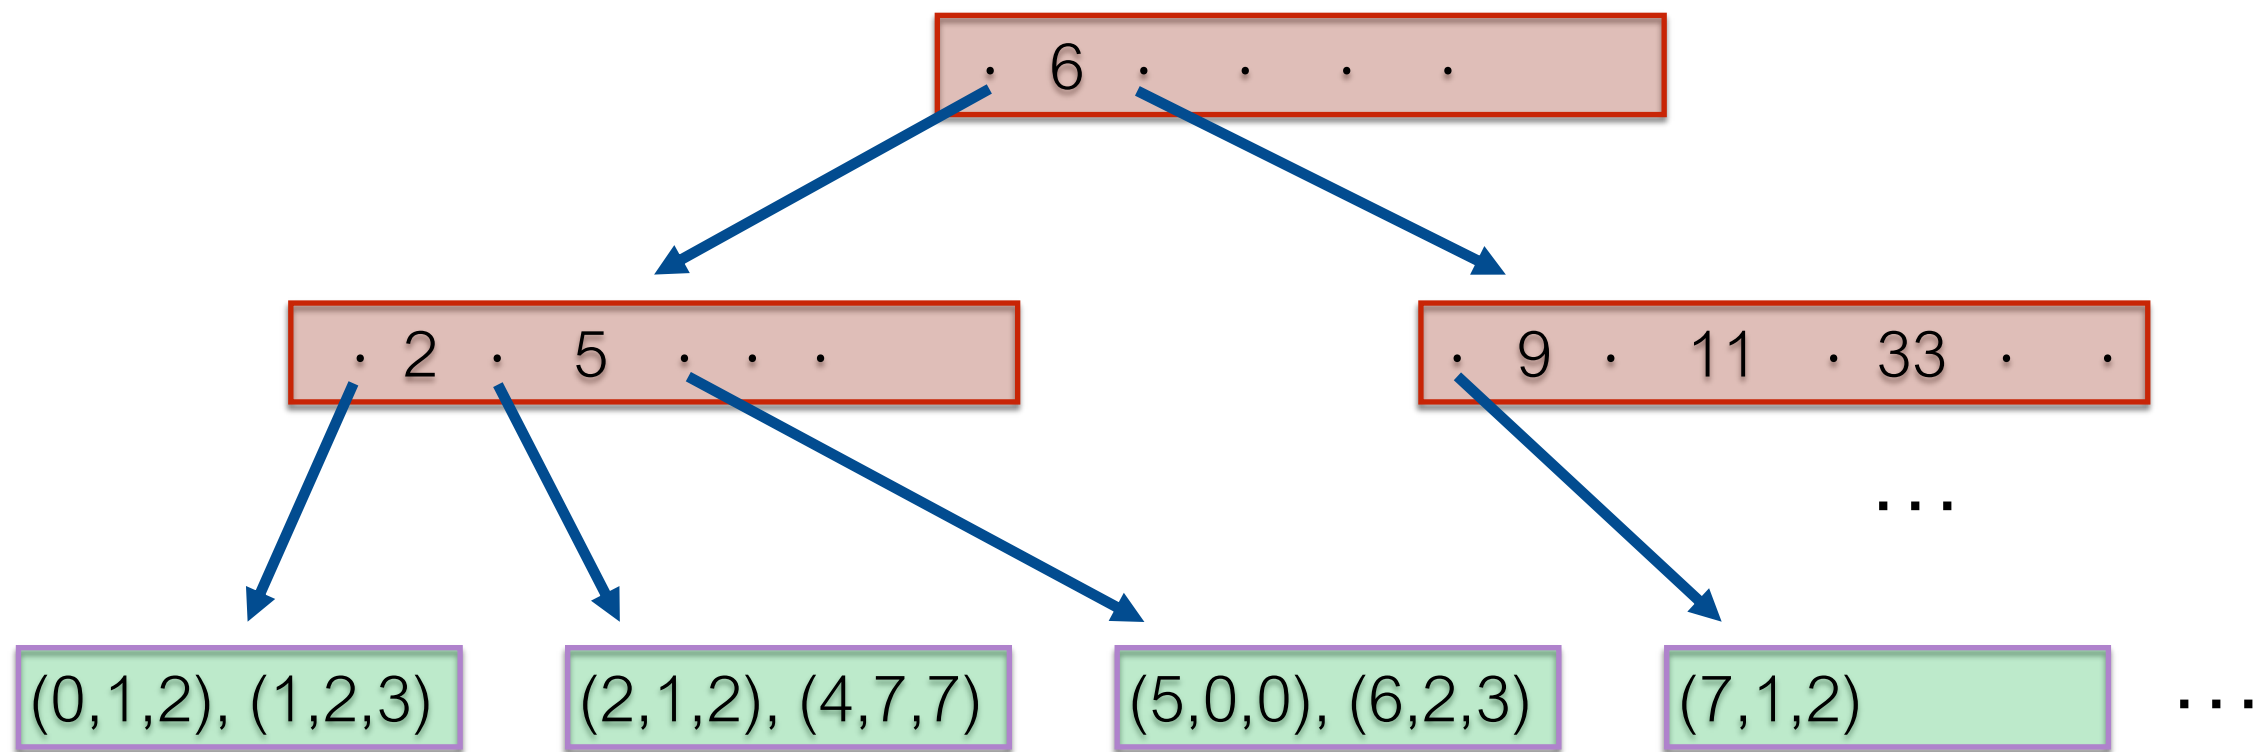 · 6 · · · ·
· 2 · 5 · · ·
· 9 · 11 · 33 · ·
...
(0,1,2), (1,2,3)
(2,1,2), (4,7,7)
(5,0,0), (6,2,3)
(7,1,2)
...